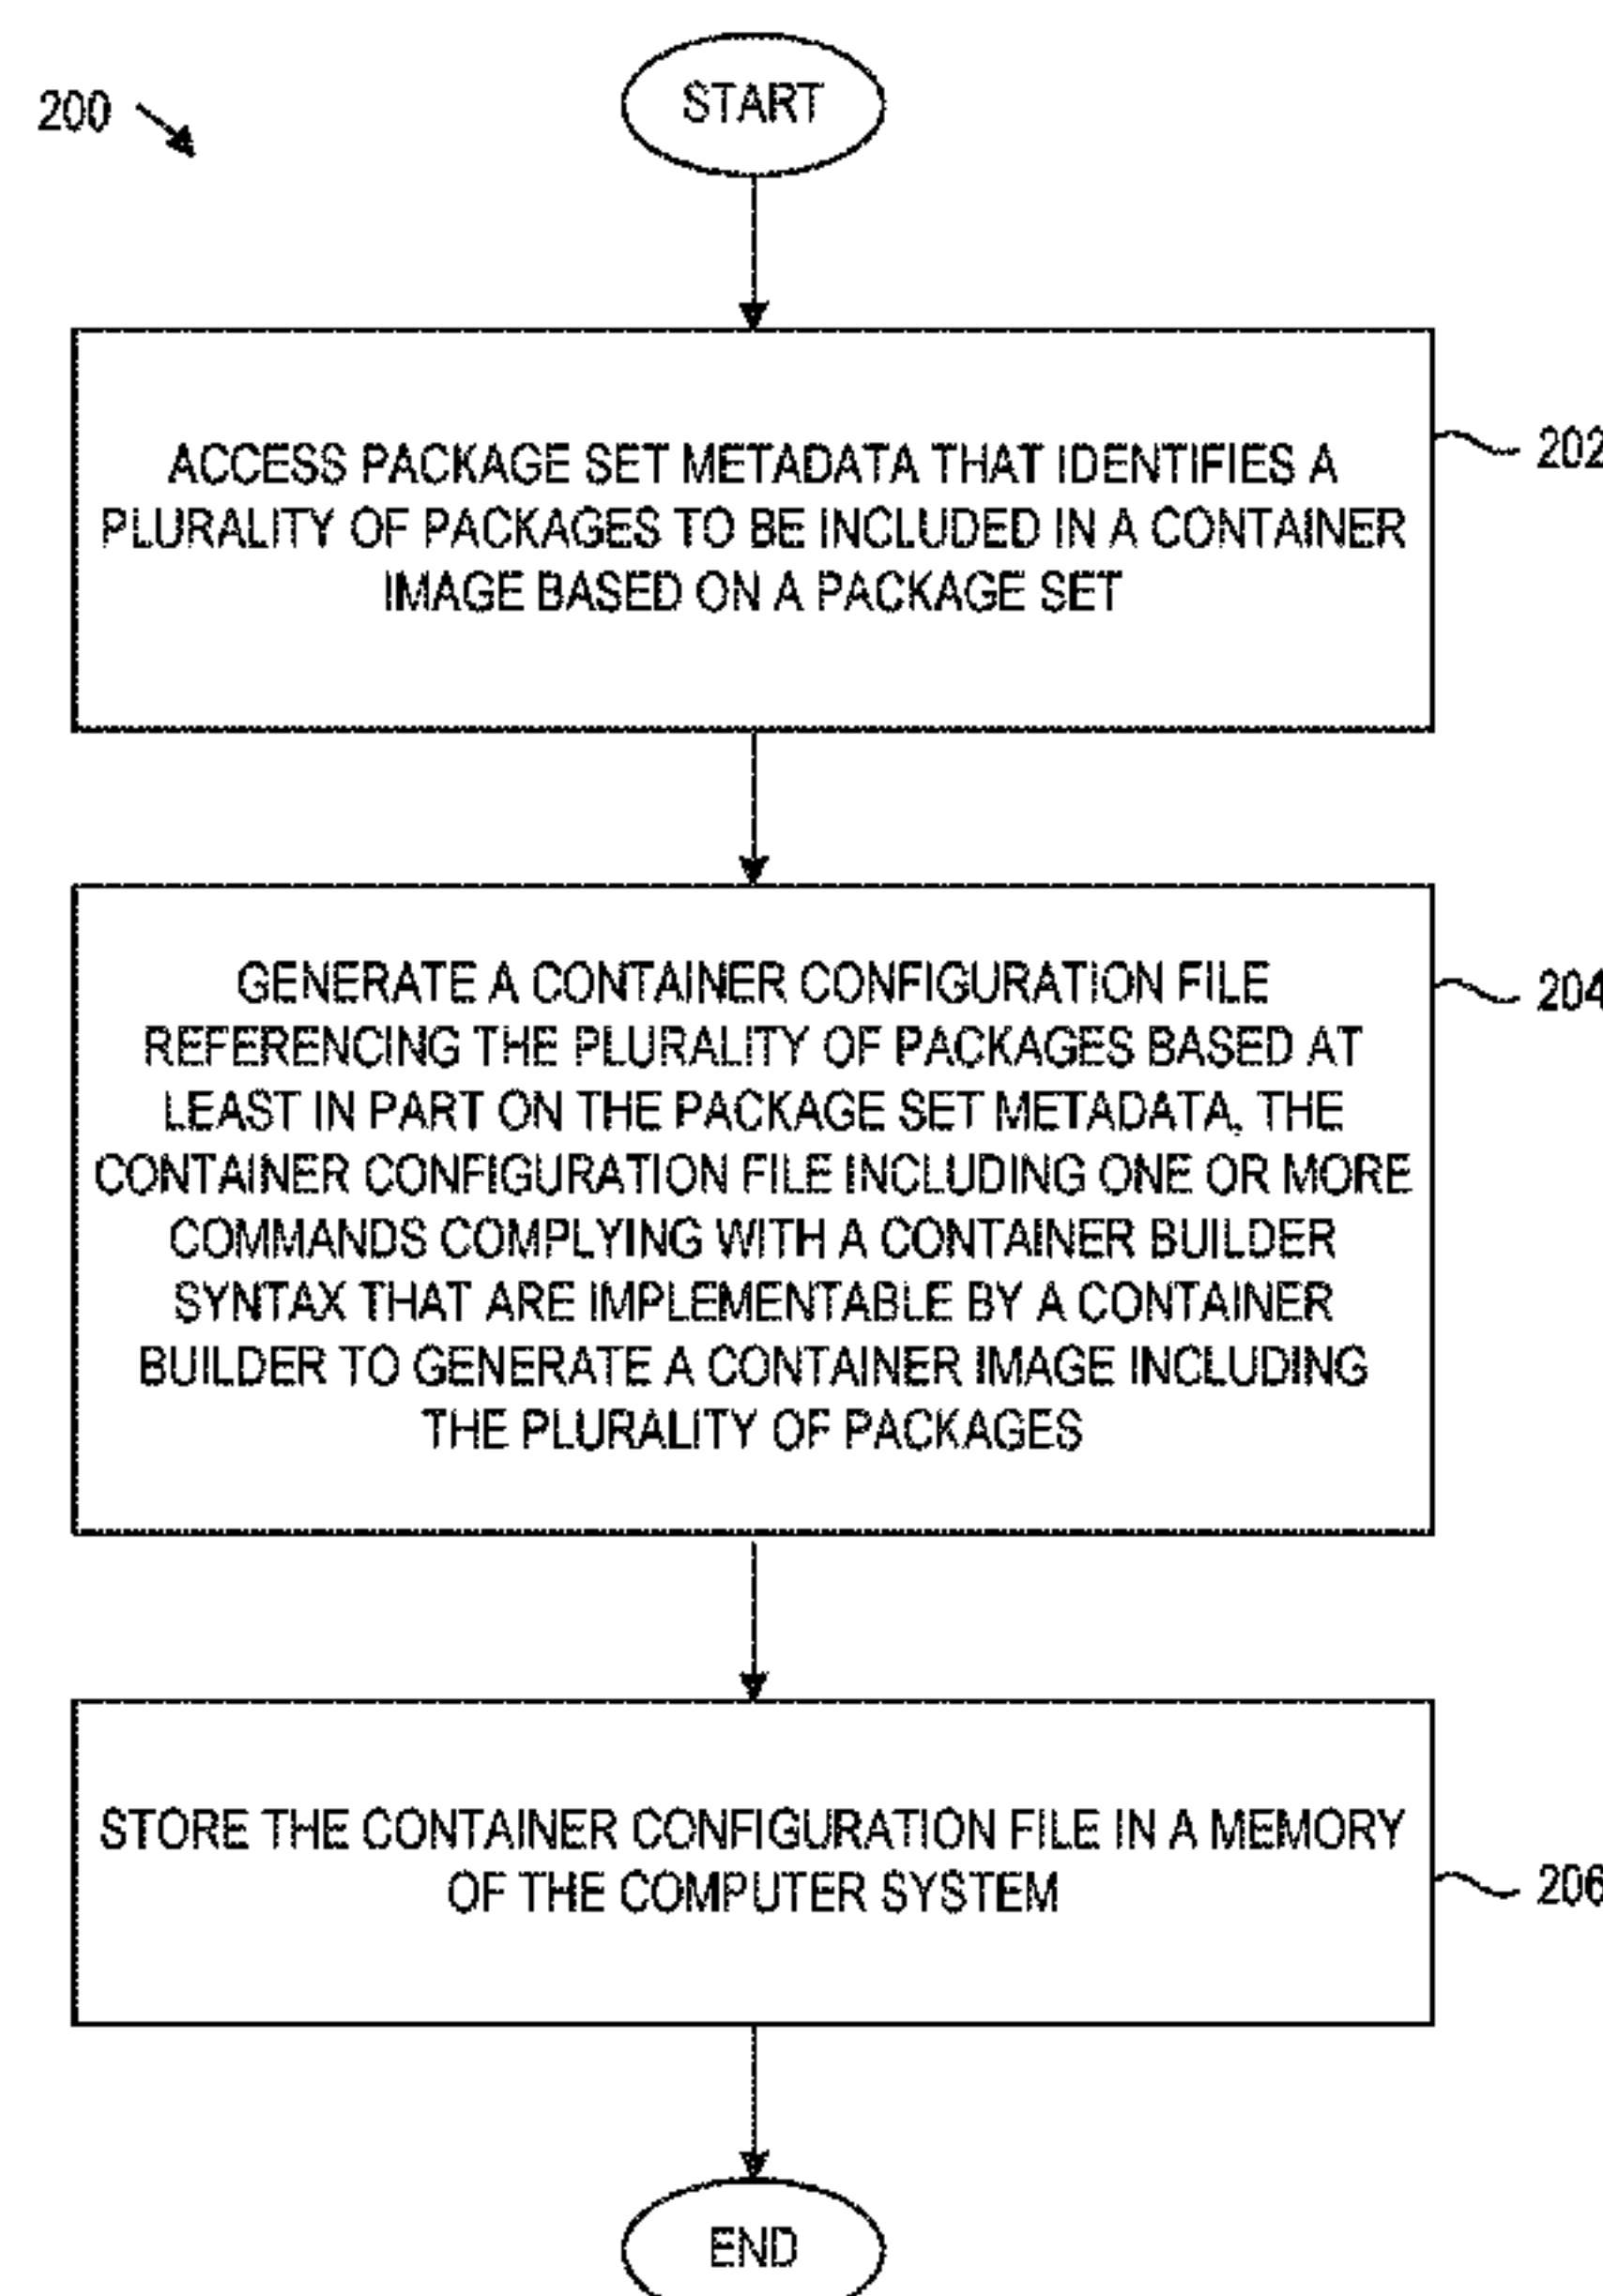 200
START
ACCESS PACKAGE SET METADATA THAT IDENTIFIES A
PLURALITY OF PACKAGES TO BE INCLUDED IN A CONTAINER
IMAGE BASED ON A PACKAGE SET
202
GENERATE A CONTAINER CONFIGURATION FILE
REFERENCING THE PLURALITY OF PACKAGES BASED AT
LEAST IN PART ON THE PACKAGE SET METADATA, THE
CONTAINER CONFIGURATION FILE INCLUDING ONE OR MORE
COMMANDS COMPLYING WITH A CONTAINER BUILDER
SYNTAX THAT ARE IMPLEMENTABLE BY A CONTAINER
BUILDER TO GENERATE A CONTAINER IMAGE INCLUDING
THE PLURALITY OF PACKAGES
204
STORE THE CONTAINER CONFIGURATION FILE IN A MEMORY
OF THE COMPUTER SYSTEM
206
END